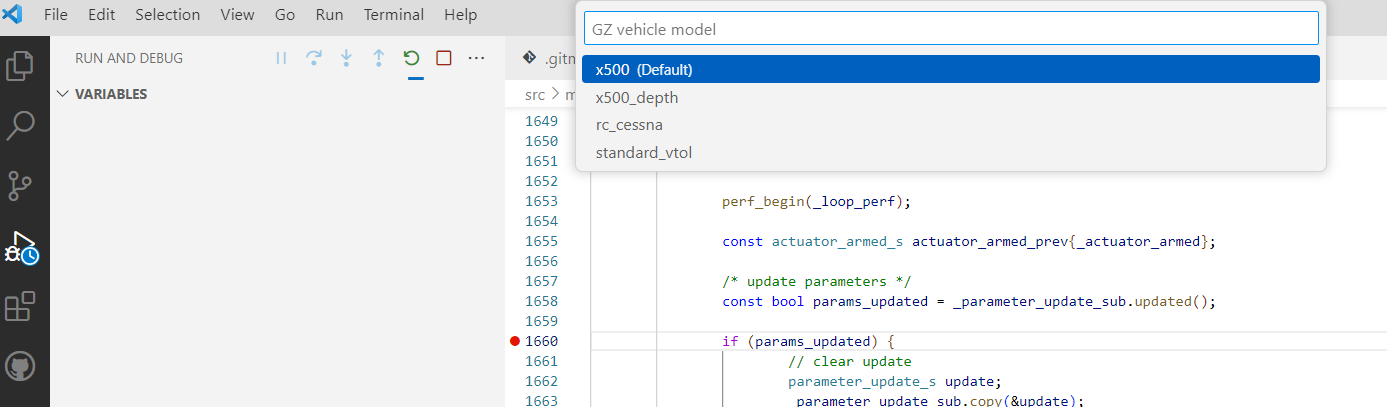 File Edit Selection View Go Run Terminal Help
GZ vehicle model
RUN AND DEBUG
.gitm
x500 (Default)
VARIABLES
src > m
x500_depth
rc_cessna
standard_vtol
1649
1650
1651
1652
1653 perf_begin(_loop_perf);
1654
1655 const actuator_armed_s actuator_armed_prev{_actuator_armed};
1656
1657 /* update parameters */
1658 const bool params_updated = _parameter_update_sub.updated();
1659
1660 if (params_updated) {
1661 // clear update
1662 parameter_update_s update;
1663 _parameter_update_sub.copy(&update);